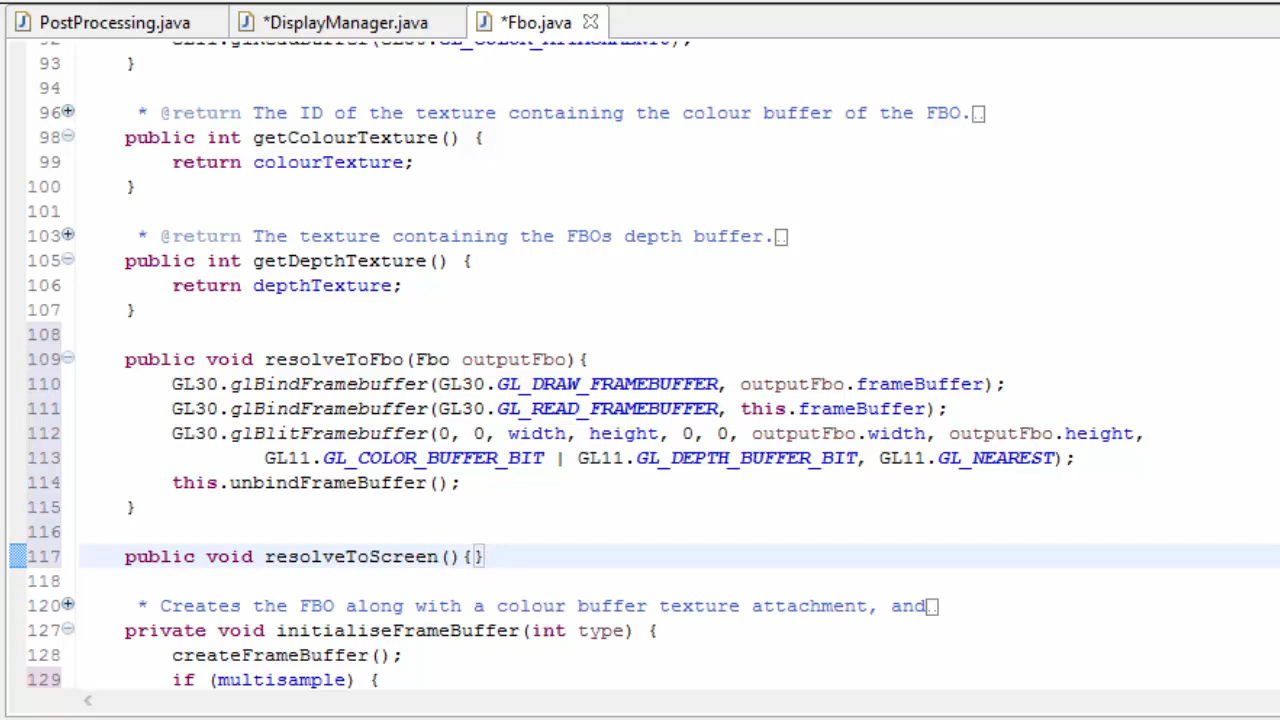 PostProcessing.java *DisplayManager.java *Fbo.java
93 }
94
96 * @return The ID of the texture containing the colour buffer of the FBO.
98 public int getColourTexture() {
99 return colourTexture;
100 }
101
103 * @return The texture containing the FBOs depth buffer.
105 public int getDepthTexture() {
106 return depthTexture;
107 }
108
109 public void resolveToFbo(Fbo outputFbo){
110 GL30.glBindFramebuffer(GL30.GL_DRAW_FRAMEBUFFER, outputFbo.frameBuffer);
111 GL30.glBindFramebuffer(GL30.GL_READ_FRAMEBUFFER, this.frameBuffer);
112 GL30.glBlitFramebuffer(0, 0, width, height, 0, 0, outputFbo.width, outputFbo.height,
113 GL11.GL_COLOR_BUFFER_BIT | GL11.GL_DEPTH_BUFFER_BIT, GL11.GL_NEAREST);
114 this.unbindFrameBuffer();
115 }
116
117 public void resolveToScreen(){}
118
120 * Creates the FBO along with a colour buffer texture attachment, and
127 private void initialiseFrameBuffer(int type) {
128 createFrameBuffer();
129 if (multisample) {